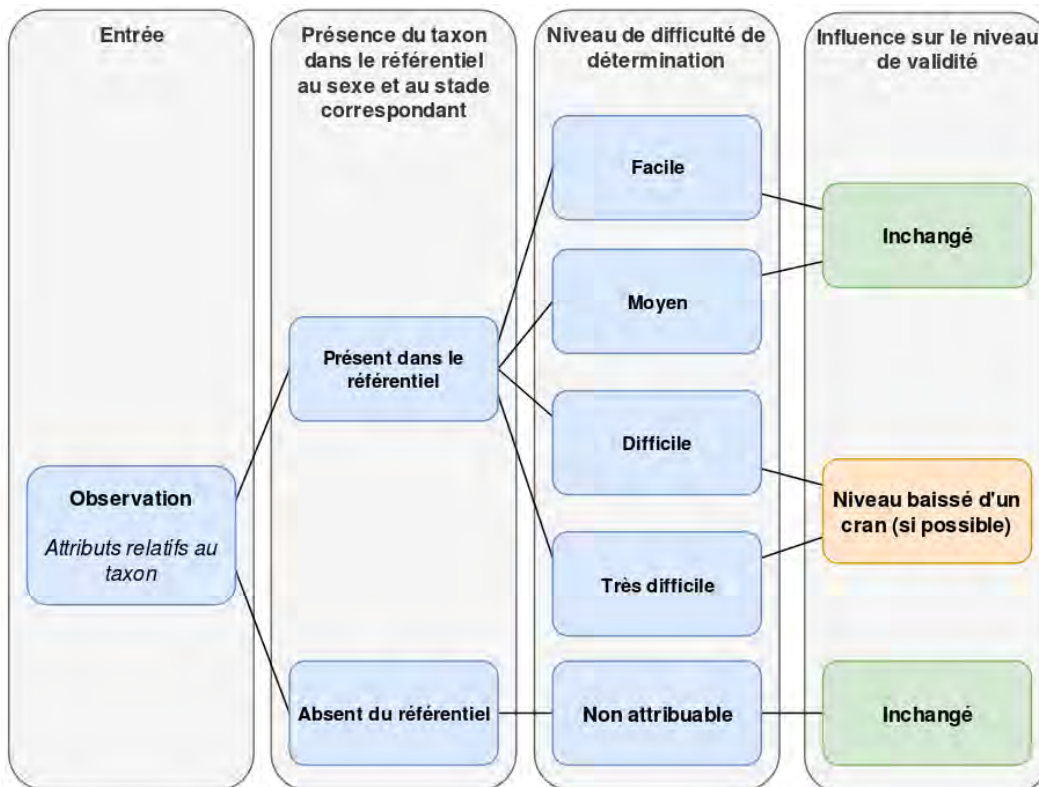 Entrée
Présence du taxon
dans le référentiel
au sexe et au stade
correspondant
Niveau de difficulté de
détermination
Influence sur le niveau
de validité
Facile
Inchangé
Moyen
Présent dans le
référentiel
Difficile
Observation
Attributs relatifs au
taxon
Niveau baissé d'un
cran (si possible)
Très difficile
Absent du référentiel
Non attribuable
Inchangé